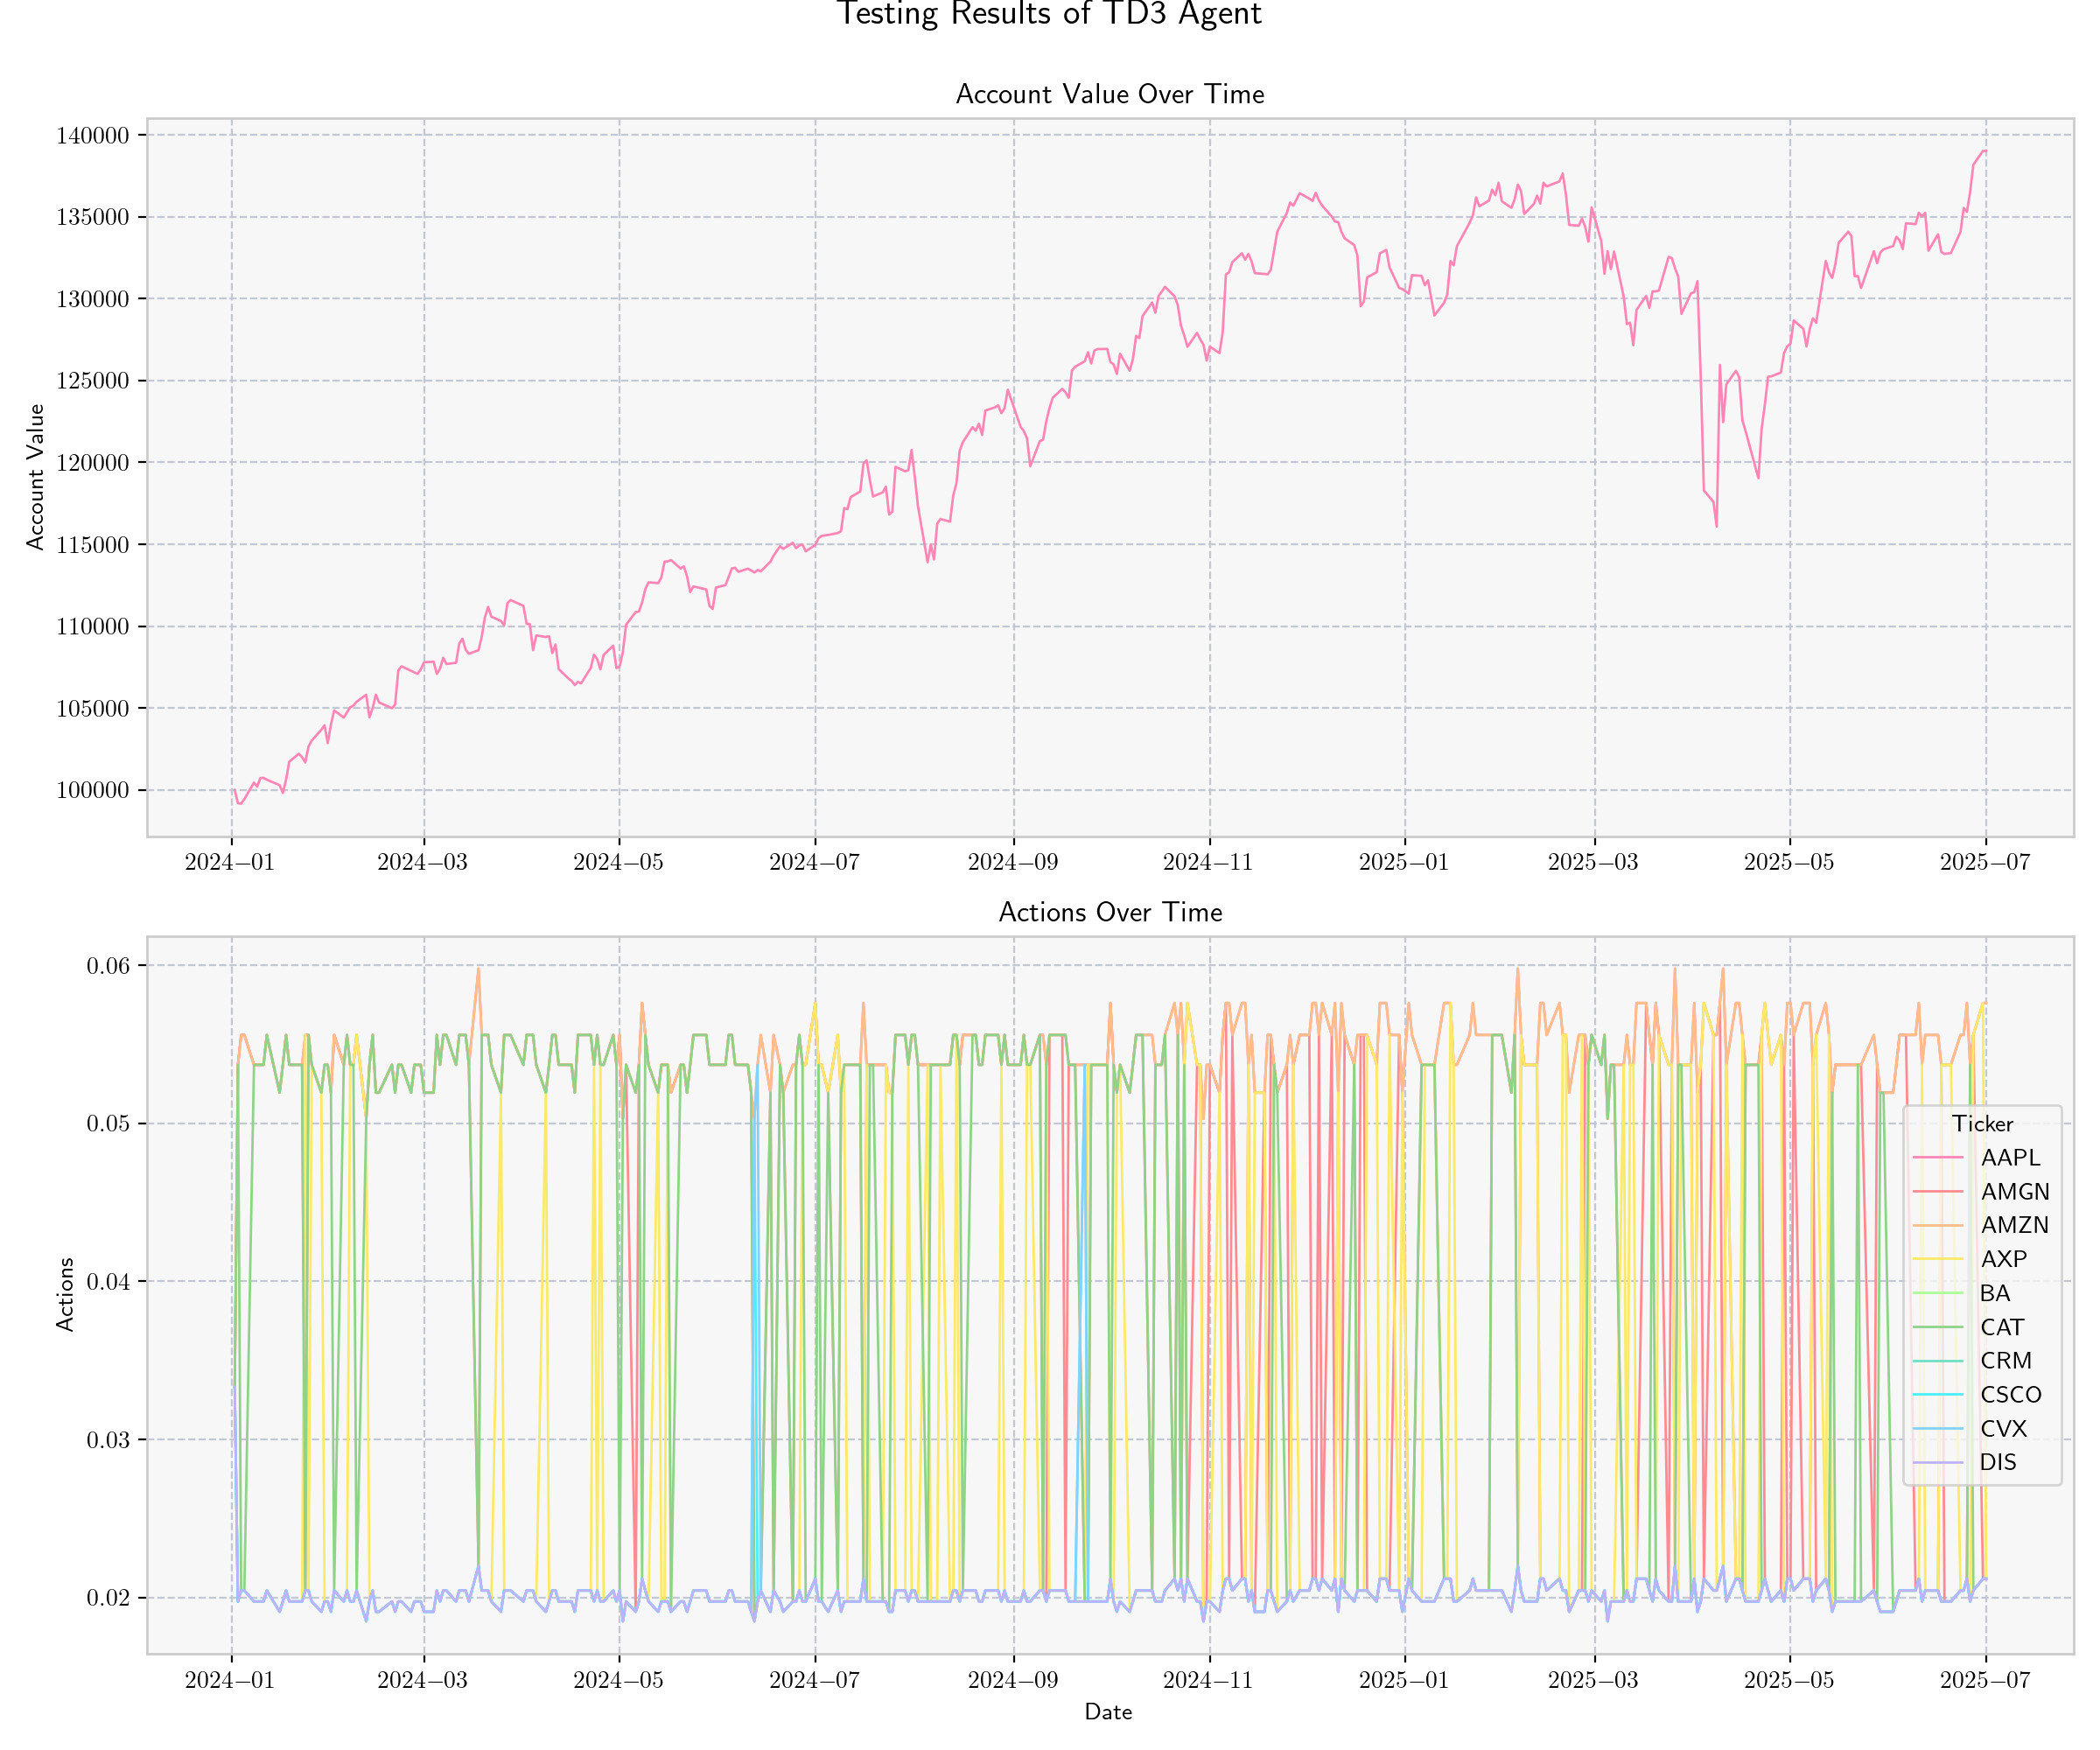 Testing Results of TD3 Agent
Account Value Over Time
140000
135000
130000
125000
120000
115000
110000
105000
100000
Account Value
2024-01
2024-03
2024-05
2024-07
2024-09
2024-11
2025-01
2025-03
2025-05
2025-07
Actions Over Time
0.06
0.05
0.04
0.03
0.02
Actions
Ticker
AAPL
AMGN
AMZN
AXP
BA
CAT
CRM
CSCO
CVX
DIS
2024-01
2024-03
2024-05
2024-07
2024-09
2024-11
2025-01
2025-03
2025-05
2025-07
Date